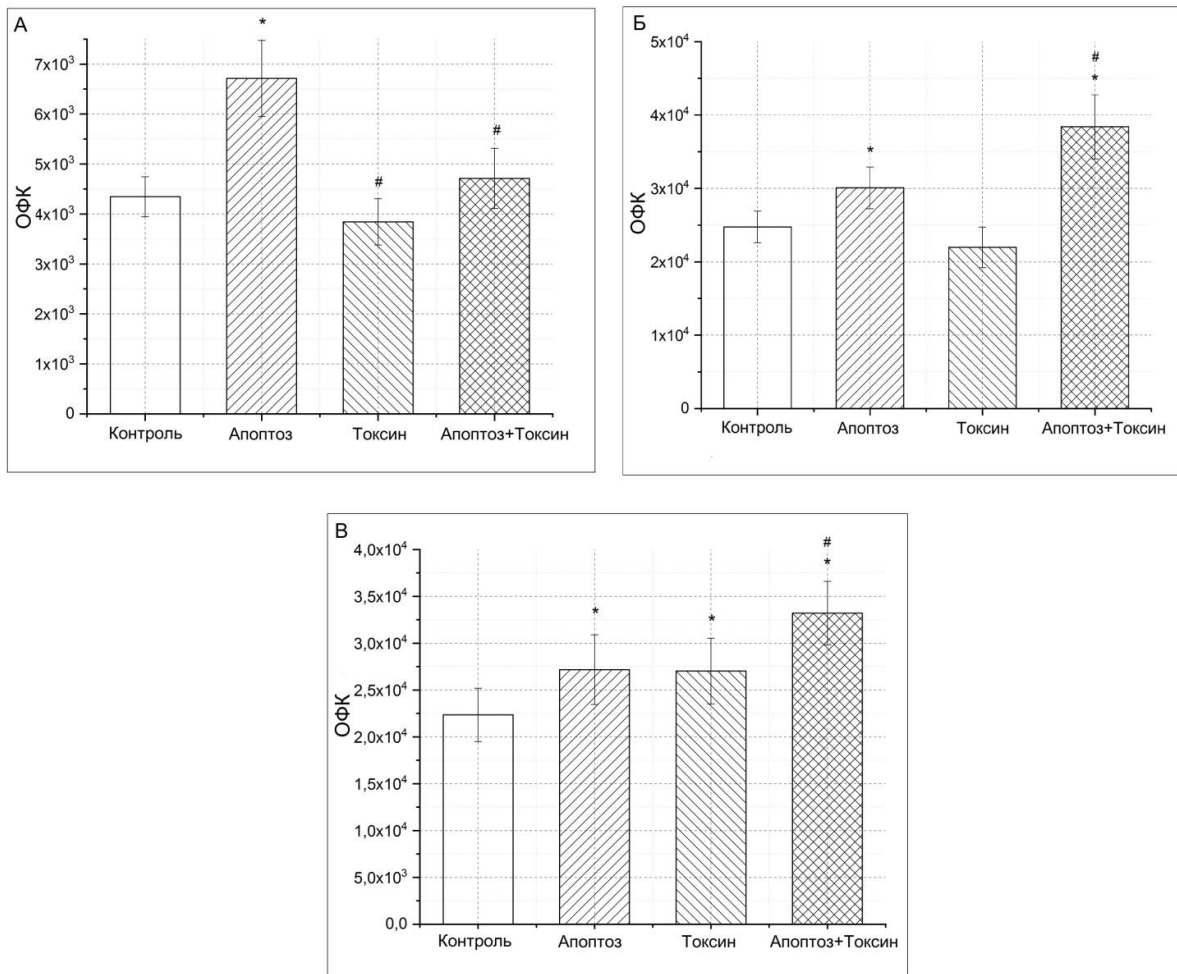 А
*
7x10³
6x10³
5x10³
4x10³
3x10³
2x10³
1x10³
0
ОФК
#
#
Контроль Апоптоз Токсин Апоптоз+Токсин
Б
5x10⁴
4x10⁴
3x10⁴
2x10⁴
1x10⁴
0
ОФК
*
#
*
Контроль Апоптоз Токсин Апоптоз+Токсин
В
4,0x10⁴
3,5x10⁴
3,0x10⁴
2,5x10⁴
2,0x10⁴
1,5x10⁴
1,0x10⁴
5,0x10³
0,0
ОФК
*
*
#
*
Контроль Апоптоз Токсин Апоптоз+Токсин